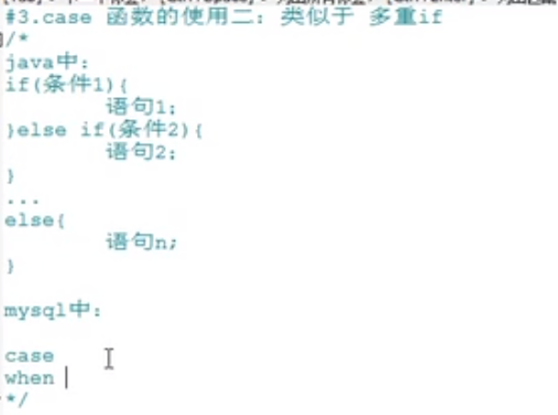 #3.case 函数的使用二：类似于 多重if
/*
java中：
if(条件1){
语句1；
}else if(条件2){
语句2；
}
...
else{
语句n;
}
mysql中：
case
when
*/